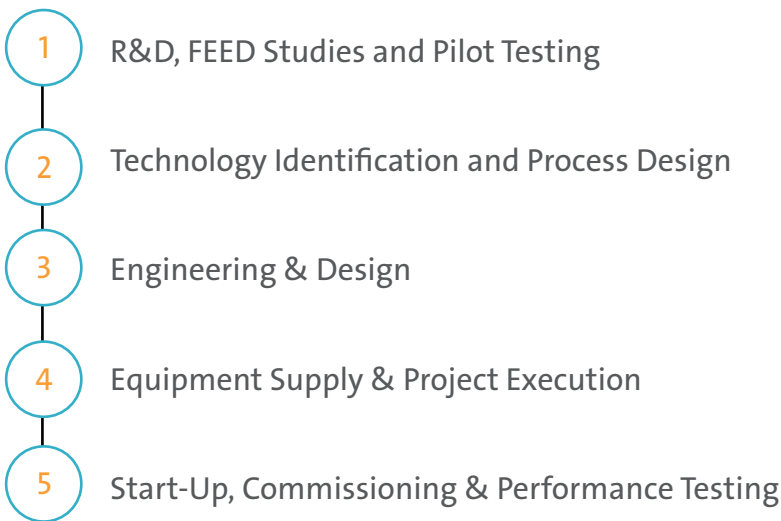 1 R&D, FEED Studies and Pilot Testing
2 Technology Identification and Process Design
3 Engineering & Design
4 Equipment Supply & Project Execution
5 Start-Up, Commissioning & Performance Testing